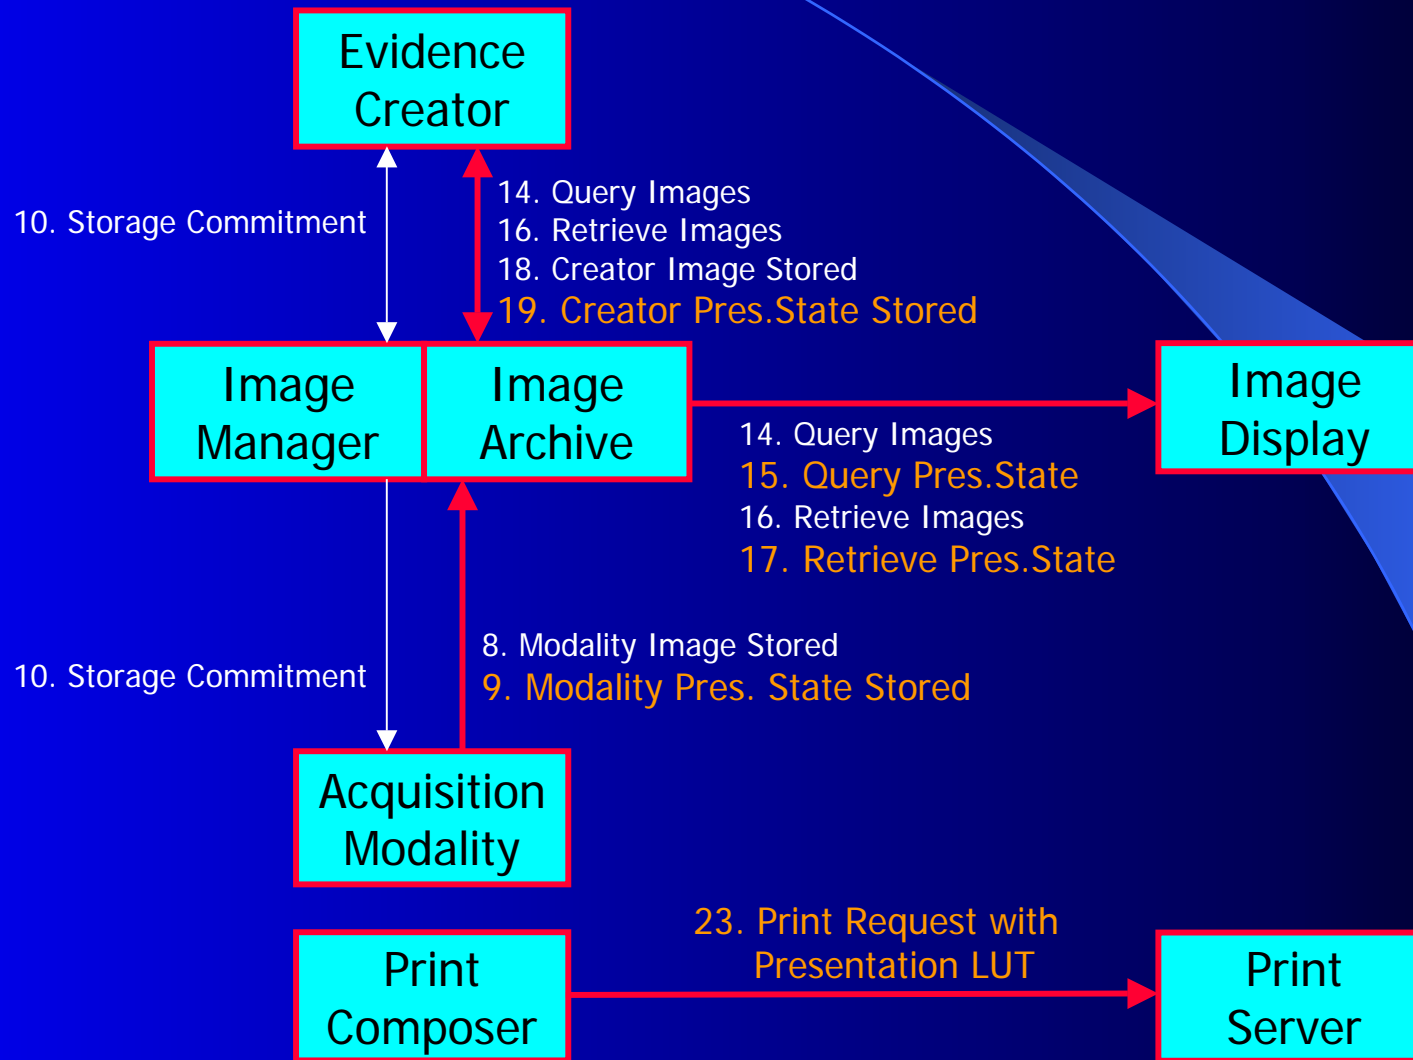 Evidence
Creator
10. Storage Commitment
14. Query Images
16. Retrieve Images
18. Creator Image Stored
19. Creator Pres.State Stored
Image
Manager
Image
Archive
Image
Display
14. Query Images
15. Query Pres.State
16. Retrieve Images
17. Retrieve Pres.State
10. Storage Commitment
8. Modality Image Stored
9. Modality Pres. State Stored
Acquisition
Modality
23. Print Request with
Presentation LUT
Print
Composer
Print
Server